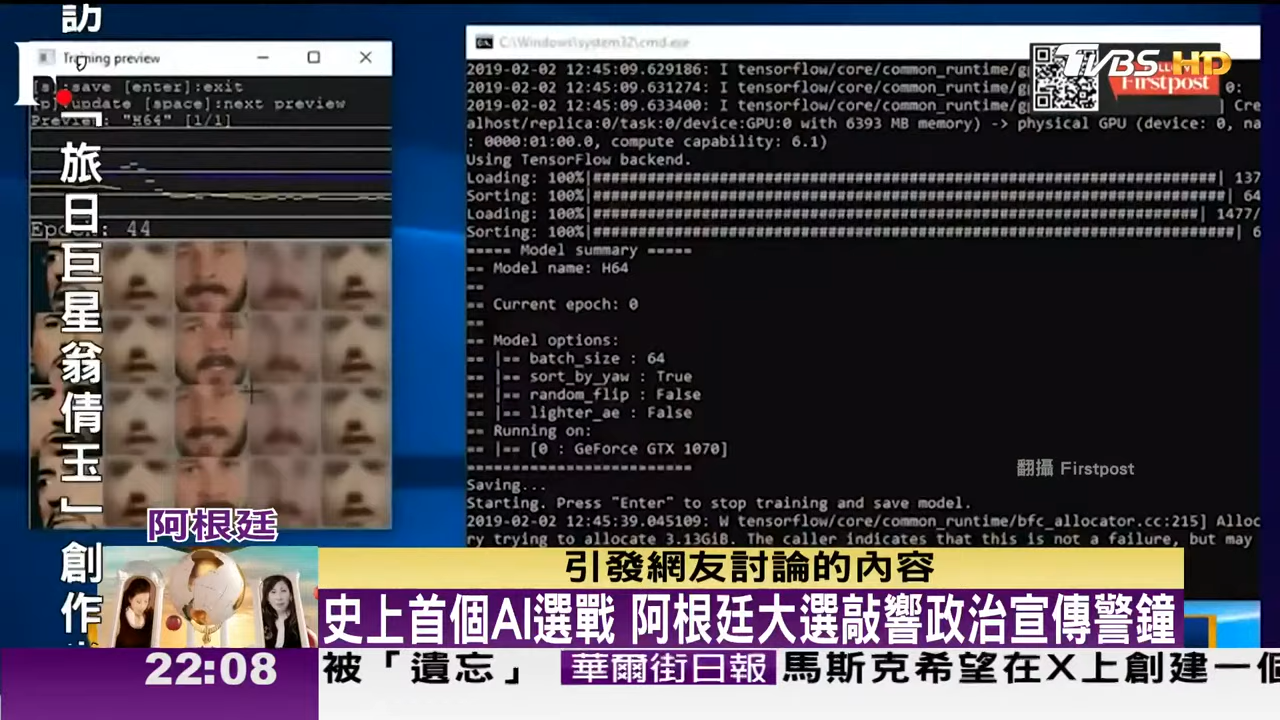 訪。「旅日巨星翁倩玉」創作
Training preview
[s]:save [enter]:exit
[p]:update [space]:next preview
Preview: "H64" [1/1]
Epoch: 44
C:\Windows\system32\cmd.exe
TVBS HD
Firstpost
2019-02-02 12:45:09.629186: I tensorflow/core/common_runtime/
2019-02-02 12:45:09.631274: I tensorflow/core/common_runtime/ 0:
2019-02-02 12:45:09.633400: I tensorflow/core/common_runtime/ Cre
alhost/replica:0/task:0/device:GPU:0 with 6393 MB memory) -> physical GPU (device: 0, na
: 0000:01:00.0, compute capability: 6.1)
Using TensorFlow backend.
Loading: 100%| 137
Sorting: 100%| 64
Loading: 100%| 1477/
Sorting: 100%| 6
===== Model summary =====
-- Model name: H64
--
-- Current epoch: 0
--
-- Model options:
-- |== batch_size : 64
-- |== sort_by_yaw : True
-- |== random_flip : False
-- |== lighter_ae : False
-- Running on:
-- |== [0 : GeForce GTX 1070]
=========================
Saving...
Starting. Press "Enter" to stop training and save model.
2019-02-02 12:45:39.045109: W tensorflow/core/common_runtime/bfc_allocator.cc:215] Alloc
ry trying to allocate 3.13GiB. The caller indicates that this is not a failure, but may
翻攝 Firstpost
阿根廷
引發網友討論的內容
史上首個AI選戰 阿根廷大選敲響政治宣傳警鐘
22:08
被「遺忘」 華爾街日報 馬斯克希望在X上創建一個